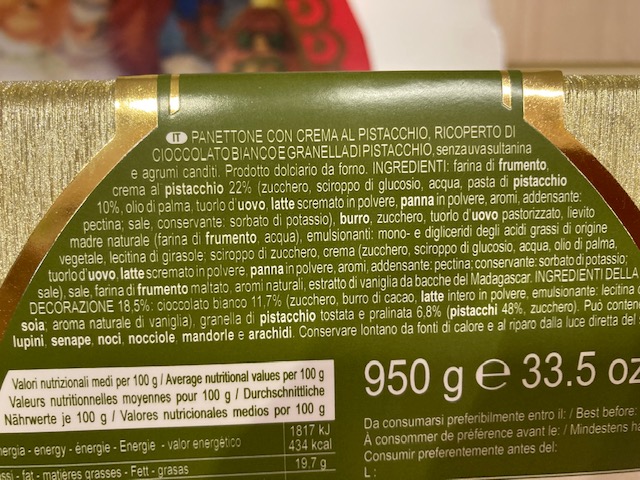 IT PANETTONE CON CREMA AL PISTACCHIO, RICOPERTO DI
CIOCCOLATO BIANCO E GRANELLA DI PISTACCHIO, senza uva sultanina
e agrumi canditi. Prodotto dolciario da forno. INGREDIENTI: farina di frumento,
crema al pistacchio 22% (zucchero, sciroppo di glucosio, acqua, pasta di pistacchio
10%, olio di palma, tuorlo d'uovo, latte scremato in polvere, panna in polvere, aromi, addensante:
pectina; sale, conservante: sorbato di potassio), burro, zucchero, tuorlo d'uovo pastorizzato, lievito
madre naturale (farina di frumento, acqua), emulsionanti: mono- e digliceridi degli acidi grassi di origine
vegetale, lecitina di girasole; sciroppo di zucchero, crema (zucchero, sciroppo di glucosio, acqua, olio di palma,
tuorlo d'uovo, latte scremato in polvere, panna in polvere, aromi, addensante: pectina; conservante: sorbato di potassio;
sale), sale, farina di frumento maltato, aromi naturali, estratto di vaniglia da bacche del Madagascar. INGREDIENTI DELLA
DECORAZIONE 18,5%: cioccolato bianco 11,7% (zucchero, burro di cacao, latte intero in polvere, emulsionante: lecitina
soia; aroma naturale di vaniglia), granella di pistacchio tostata e pralinata 6,8% (pistacchi 48%, zucchero). Può conten
lupini, senape, noci, nocciole, mandorle e arachidi. Conservare lontano da fonti di calore e al riparo dalla luce diretta del
Valori nutrizionali medi per 100 g / Average nutritional values per 100 g
Valeurs nutritionnelles moyennes pour 100 g / Durchschnittliche
Nährwerte je 100 g / Valores nutricionales medios por 100 g
nergia - energy - énergie - Energie - valor energético 1817 kJ
434 kcal
ssi - fat - matières grasses - Fett - grasas 19,7 g
950 g e 33.5 oz
Da consumarsi preferibilmente entro il: / Best before:
À consommer de préférence avant le: / Mindestens ha
Consumir preferentemente antes del:
L: